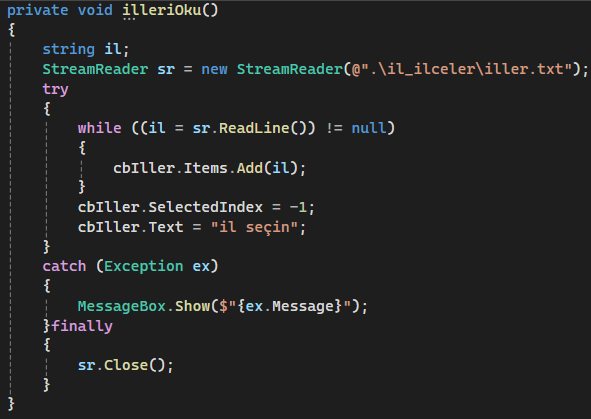 private void illeriOku()
{
string il;
StreamReader sr = new StreamReader(@".\il_ilceler\iller.txt");
try
{
while ((il = sr.ReadLine()) != null)
{
cbIller.Items.Add(il);
}
cbIller.SelectedIndex = -1;
cbIller.Text = "il seçin";
}
catch (Exception ex)
{
MessageBox.Show($"{ex.Message}");
}finally
{
sr.Close();
}
}